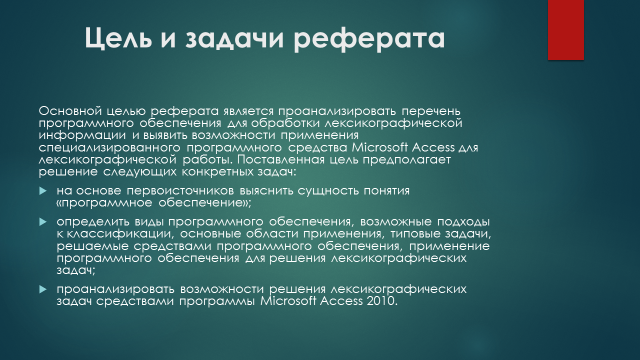 Цель и задачи реферата
Основной целью реферата является проанализировать перечень
программного обеспечения для обработки лексикографической
информации и выявить возможности применения
специализированного программного средства Microsoft Access для
лексикографической работы. Поставленная цель предполагает
решение следующих конкретных задач:
на основе первоисточников выяснить сущность понятия
«программное обеспечение»;
определить виды программного обеспечения, возможные подходы
к классификации, основные области применения, типовые задачи,
решаемые средствами программного обеспечения, применение
программного обеспечения для решения лексикографических
задач;
проанализировать возможности решения лексикографических
задач средствами программы Microsoft Access 2010.